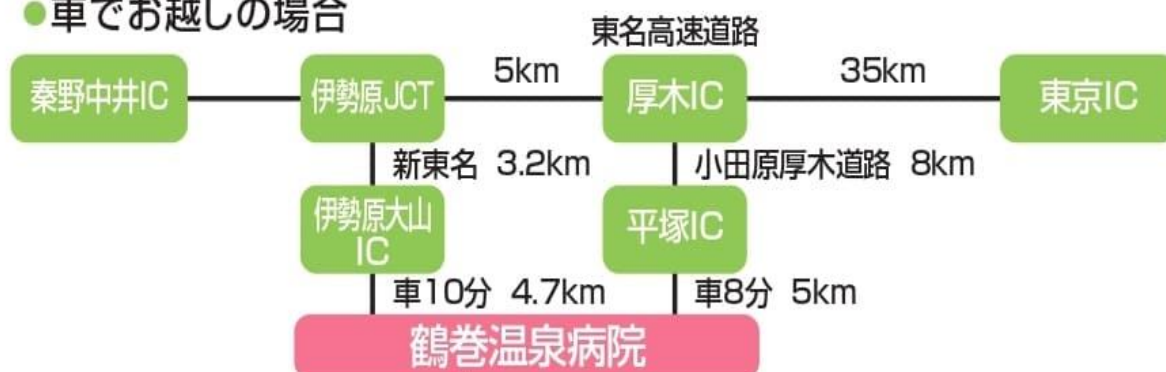 ●車でお越しの場合
東名高速道路
秦野中井IC 伊勢原JCT 5km 厚木IC 35km 東京IC
新東名 3.2km 小田原厚木道路 8km
伊勢原大山
IC
平塚IC
車10分 4.7km 車8分 5km
鶴巻温泉病院